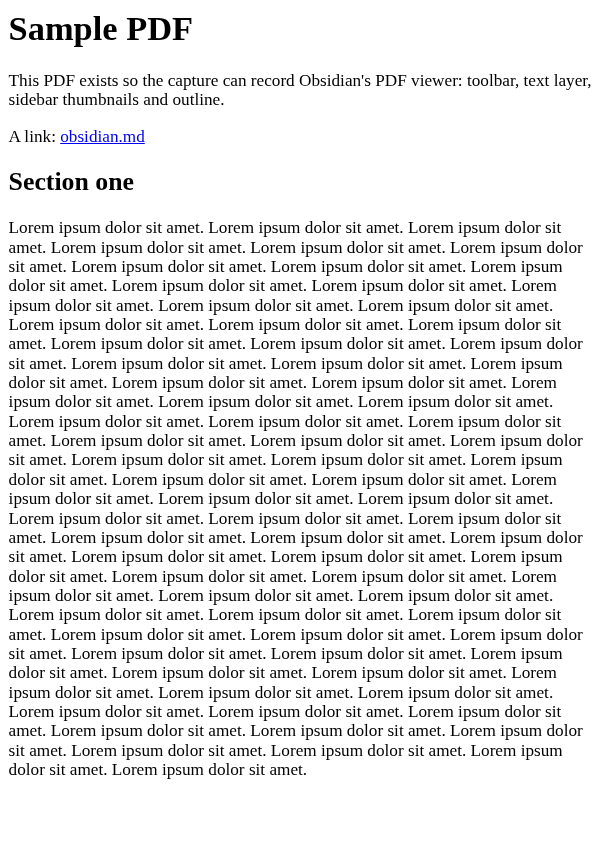 Sample PDF
This PDF exists so the capture can record Obsidian's PDF viewer: toolbar, text layer,
sidebar thumbnails and outline.
A link: obsidian.md
Section one
Lorem ipsum dolor sit amet. Lorem ipsum dolor sit amet. Lorem ipsum dolor sit
amet. Lorem ipsum dolor sit amet. Lorem ipsum dolor sit amet. Lorem ipsum dolor
sit amet. Lorem ipsum dolor sit amet. Lorem ipsum dolor sit amet. Lorem ipsum
dolor sit amet. Lorem ipsum dolor sit amet. Lorem ipsum dolor sit amet. Lorem
ipsum dolor sit amet. Lorem ipsum dolor sit amet. Lorem ipsum dolor sit amet.
Lorem ipsum dolor sit amet. Lorem ipsum dolor sit amet. Lorem ipsum dolor sit
amet. Lorem ipsum dolor sit amet. Lorem ipsum dolor sit amet. Lorem ipsum dolor
sit amet. Lorem ipsum dolor sit amet. Lorem ipsum dolor sit amet. Lorem ipsum
dolor sit amet. Lorem ipsum dolor sit amet. Lorem ipsum dolor sit amet. Lorem
ipsum dolor sit amet. Lorem ipsum dolor sit amet. Lorem ipsum dolor sit amet.
Lorem ipsum dolor sit amet. Lorem ipsum dolor sit amet. Lorem ipsum dolor sit
amet. Lorem ipsum dolor sit amet. Lorem ipsum dolor sit amet. Lorem ipsum dolor
sit amet. Lorem ipsum dolor sit amet. Lorem ipsum dolor sit amet. Lorem ipsum
dolor sit amet. Lorem ipsum dolor sit amet. Lorem ipsum dolor sit amet. Lorem
ipsum dolor sit amet. Lorem ipsum dolor sit amet. Lorem ipsum dolor sit amet.
Lorem ipsum dolor sit amet. Lorem ipsum dolor sit amet. Lorem ipsum dolor sit
amet. Lorem ipsum dolor sit amet. Lorem ipsum dolor sit amet. Lorem ipsum dolor
sit amet. Lorem ipsum dolor sit amet. Lorem ipsum dolor sit amet. Lorem ipsum
dolor sit amet. Lorem ipsum dolor sit amet. Lorem ipsum dolor sit amet. Lorem
ipsum dolor sit amet. Lorem ipsum dolor sit amet. Lorem ipsum dolor sit amet.
Lorem ipsum dolor sit amet. Lorem ipsum dolor sit amet. Lorem ipsum dolor sit
amet. Lorem ipsum dolor sit amet. Lorem ipsum dolor sit amet. Lorem ipsum dolor
sit amet. Lorem ipsum dolor sit amet. Lorem ipsum dolor sit amet. Lorem ipsum
dolor sit amet. Lorem ipsum dolor sit amet. Lorem ipsum dolor sit amet. Lorem
ipsum dolor sit amet. Lorem ipsum dolor sit amet. Lorem ipsum dolor sit amet.
Lorem ipsum dolor sit amet. Lorem ipsum dolor sit amet. Lorem ipsum dolor sit
amet. Lorem ipsum dolor sit amet. Lorem ipsum dolor sit amet. Lorem ipsum dolor
sit amet. Lorem ipsum dolor sit amet. Lorem ipsum dolor sit amet. Lorem ipsum
dolor sit amet. Lorem ipsum dolor sit amet.